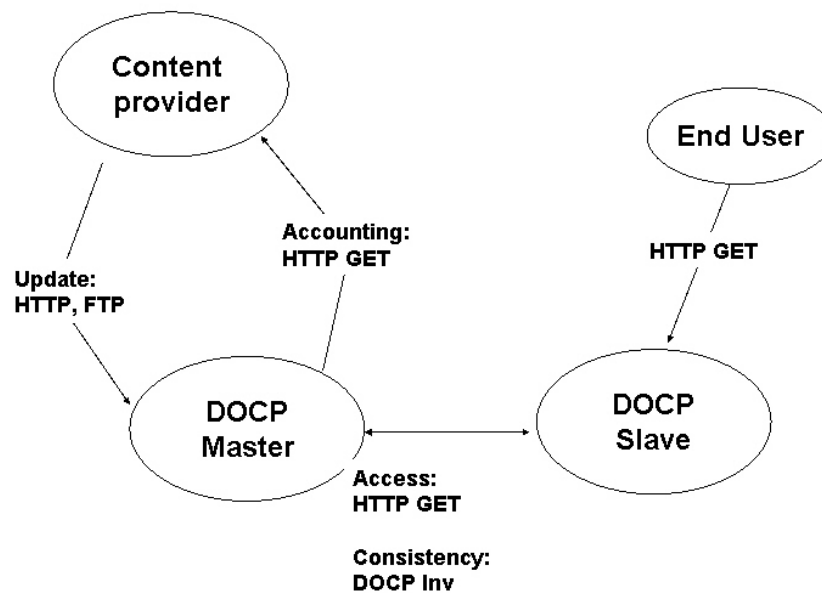 Content
provider
End User
Accounting:
HTTP GET
HTTP GET
Update:
HTTP, FTP
DOCP
Master
DOCP
Slave
Access:
HTTP GET
Consistency:
DOCP Inv